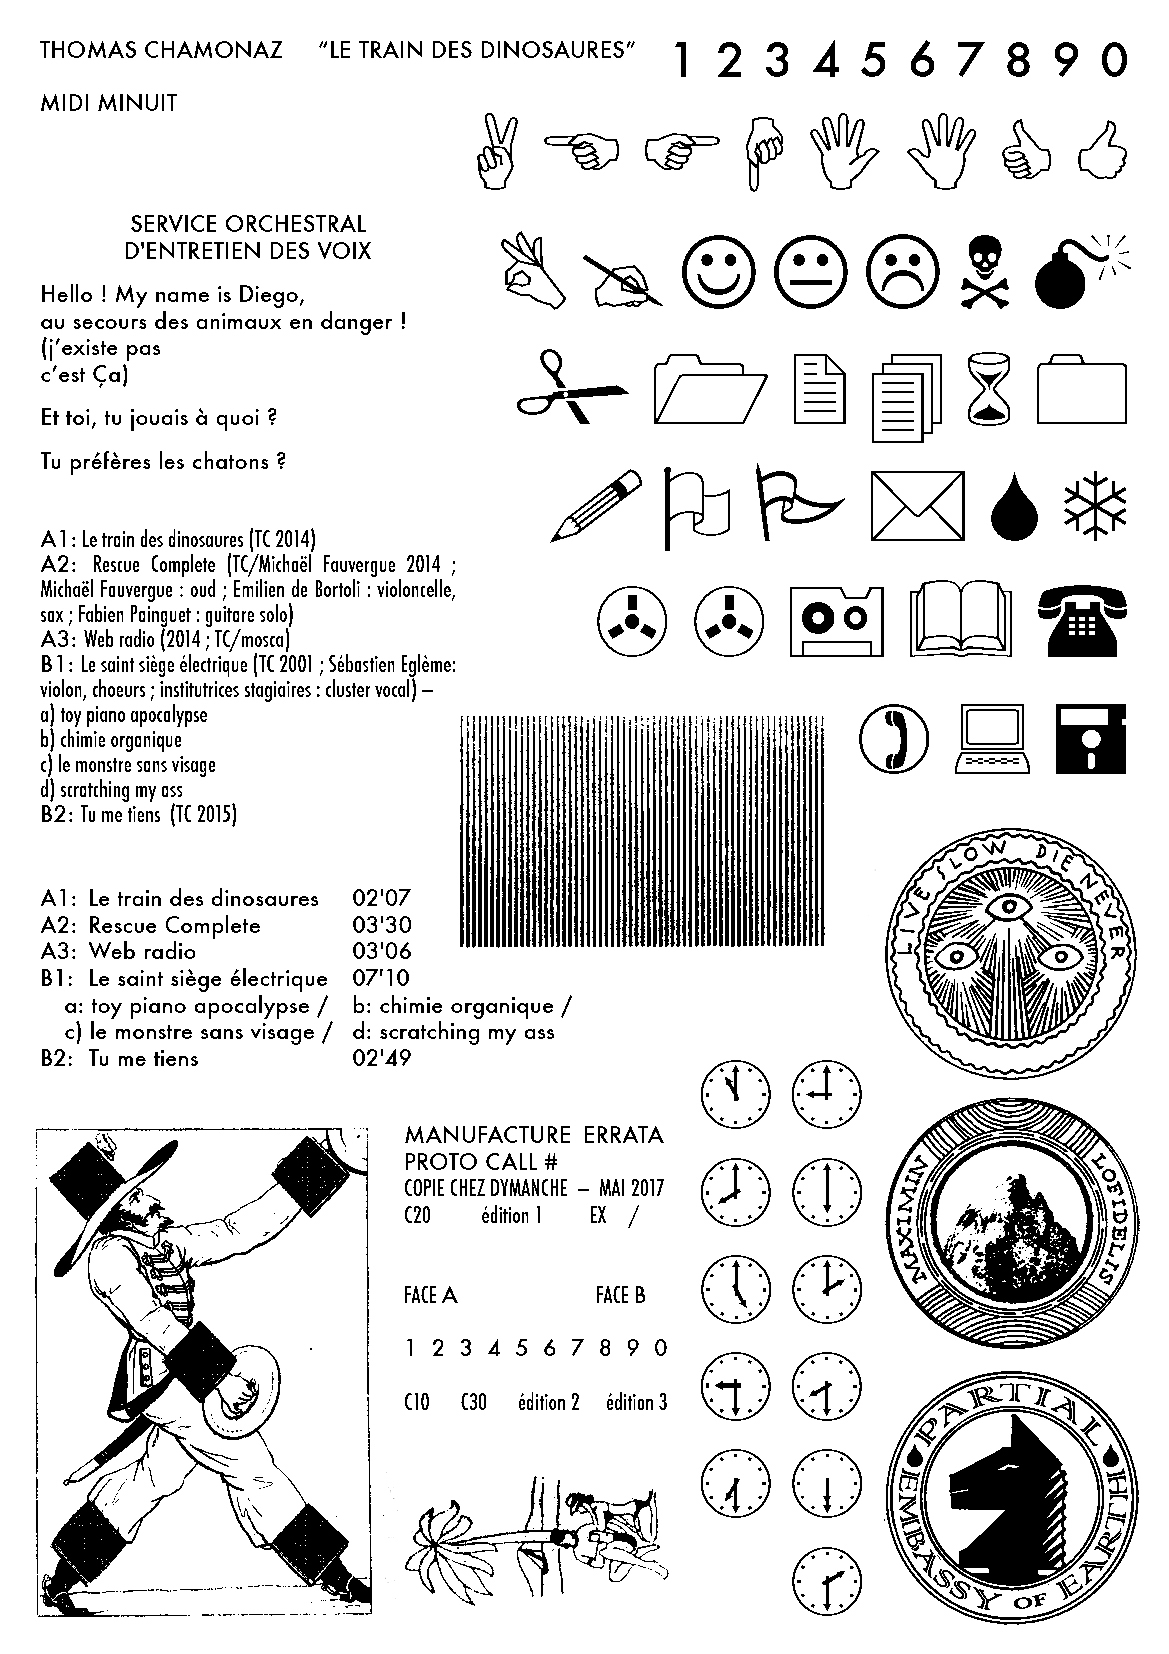 THOMAS CHAMONAZ "LE TRAIN DES DINOSAURES"
1 2 3 4 5 6 7 8 9 0
MIDI MINUIT
SERVICE ORCHESTRAL
D'ENTRETIEN DES VOIX
Hello ! My name is Diego,
au secours des animaux en danger !
(j'existe pas
c'est Ça)
Et toi, tu jouais à quoi ?
Tu préfères les chatons ?
A1: Le train des dinosaures (TC 2014)
A2: Rescue Complete (TC/Michaël Fauvergue 2014 ;
Michaël Fauvergue : oud ; Emilien de Bortoli : violoncelle,
sax ; Fabien Painguet : guitare solo)
A3: Web radio (2014 ; TC/mosca)
B1: Le saint siège électrique (TC 2001 ; Sébastien Eglème:
violon, choeurs ; institutrices stagiaires : cluster vocal) –
a) toy piano apocalypse
b) chimie organique
c) le monstre sans visage
d) scratching my ass
B2: Tu me tiens (TC 2015)
A1: Le train des dinosaures 02'07
A2: Rescue Complete 03'30
A3: Web radio 03'06
B1: Le saint siège électrique 07'10
a: toy piano apocalypse / b: chimie organique /
c) le monstre sans visage / d: scratching my ass
B2: Tu me tiens 02'49
LIVE SLOW DIE NEVER
MANUFACTURE ERRATA
PROTO CALL #
COPIE CHEZ DYMANCHE – MAI 2017
C20 édition 1 EX /
FACE A FACE B
1 2 3 4 5 6 7 8 9 0
C10 C30 édition 2 édition 3
MAXIMIN LOFIDELIS
PARTIAL EMBASSY OF EARTH